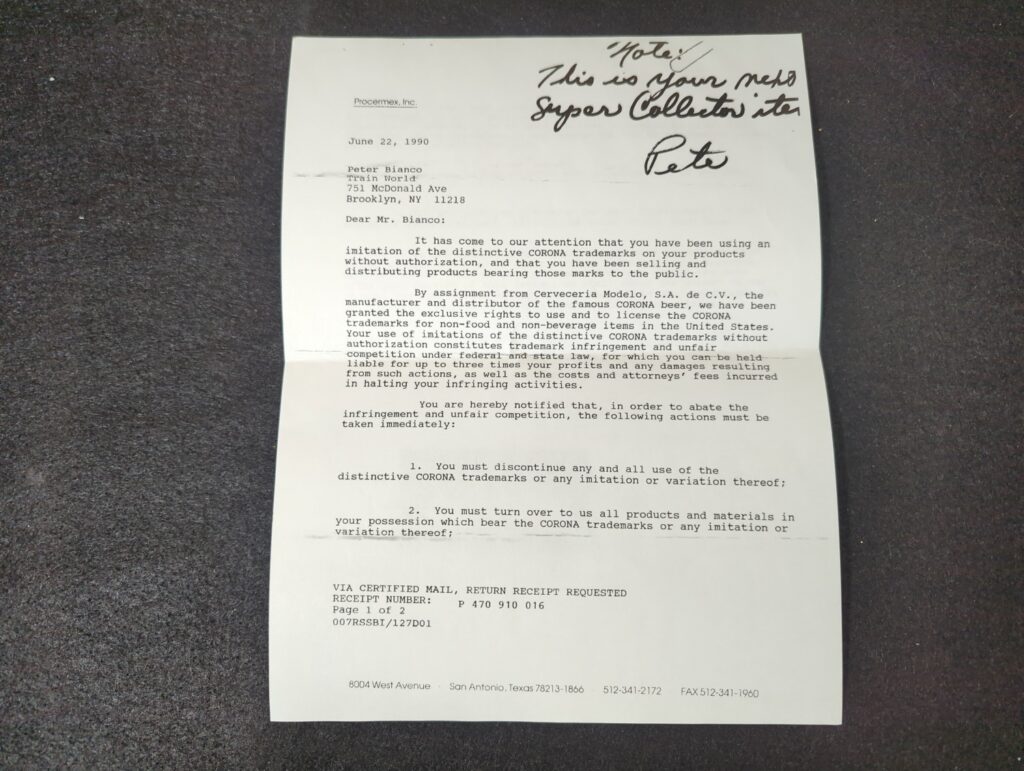 Note:
This is your next
Super Collector ite
Pete
Procermex, Inc.
June 22, 1990
Peter Bianco
Train World
751 McDonald Ave
Brooklyn, NY 11218
Dear Mr. Bianco:
It has come to our attention that you have been using an
imitation of the distinctive CORONA trademarks on your products
without authorization, and that you have been selling and
distributing products bearing those marks to the public.
By assignment from Cerveceria Modelo, S.A. de C.V., the
manufacturer and distributor of the famous CORONA beer, we have been
granted the exclusive rights to use and to license the CORONA
trademarks for non-food and non-beverage items in the United States.
Your use of imitations of the distinctive CORONA trademarks without
authorization constitutes trademark infringement and unfair
competition under federal and state law, for which you can be held
liable for up to three times your profits and any damages resulting
from such actions, as well as the costs and attorneys' fees incurred
in halting your infringing activities.
You are hereby notified that, in order to abate the
infringement and unfair competition, the following actions must be
taken immediately:
1. You must discontinue any and all use of the
distinctive CORONA trademarks or any imitation or variation thereof;
2. You must turn over to us all products and materials in
your possession which bear the CORONA trademarks or any imitation or
variation thereof;
VIA CERTIFIED MAIL, RETURN RECEIPT REQUESTED
RECEIPT NUMBER: P 470 910 016
Page 1 of 2
007RSSBI/127D01
8004 West Avenue · San Antonio, Texas 78213-1866 · 512-341-2172 · FAX 512-341-1960